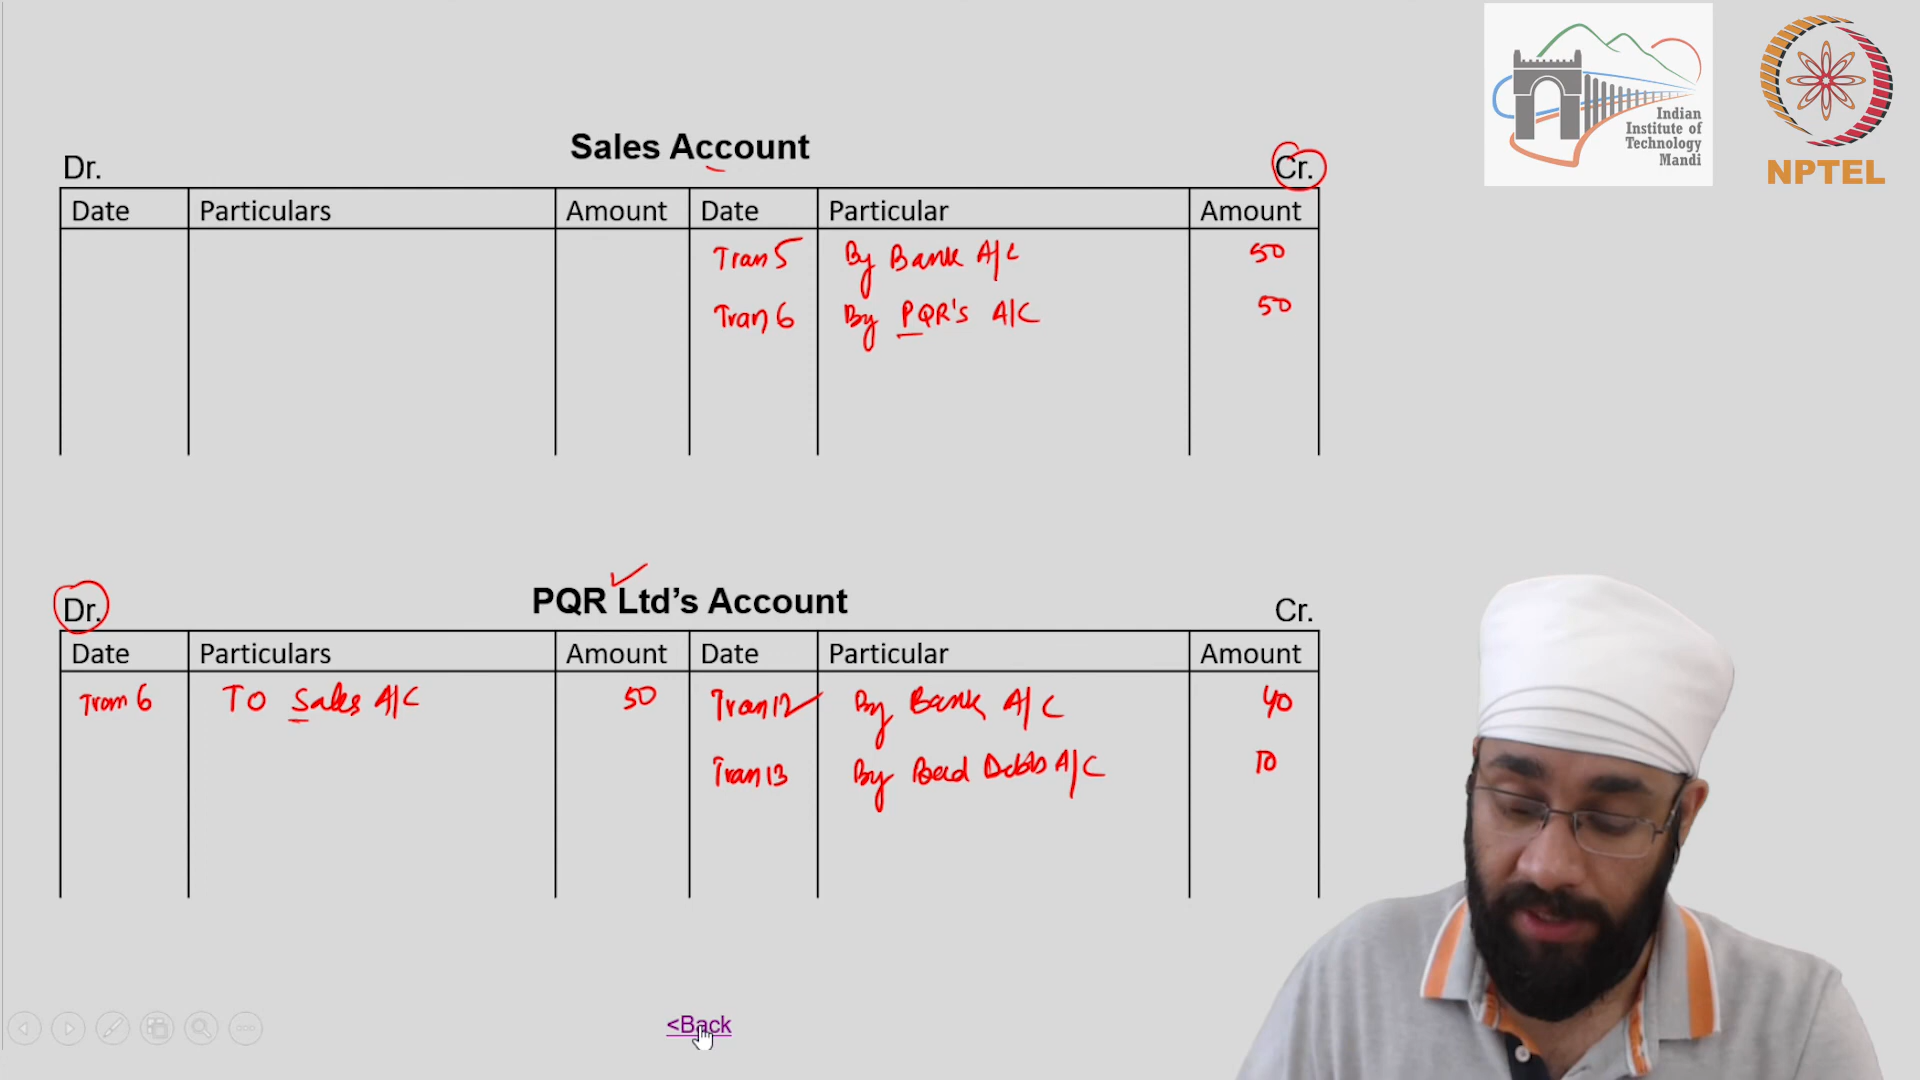 Indian
Institute of
Technology
Mandi
NPTEL
Sales Account
Dr. Cr.
Date Particulars Amount Date Particular Amount
Tran 5 By Bank A/C 50
Tran 6 By PQR's A/C 50
PQR Ltd’s Account
Dr. Cr.
Date Particulars Amount Date Particular Amount
Tran 6 To Sales A/C 50 Tran 12 By Bank A/C 40
Tran 13 By Bad Debts A/C 10
<Back